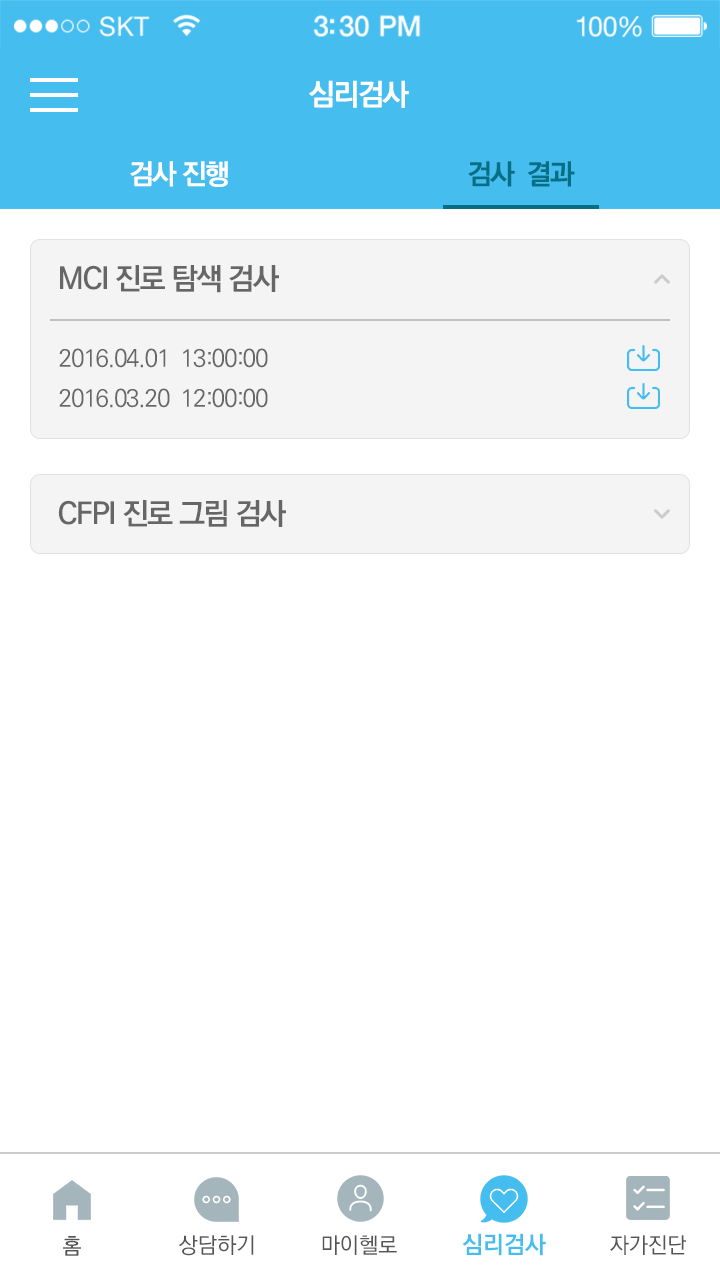 SKT 3:30 PM 100%
심리검사
검사 진행 검사 결과
MCI 진로 탐색 검사
2016.04.01 13:00:00
2016.03.20 12:00:00
CFPI 진로 그림 검사
홈 상담하기 마이헬로 심리검사 자가진단